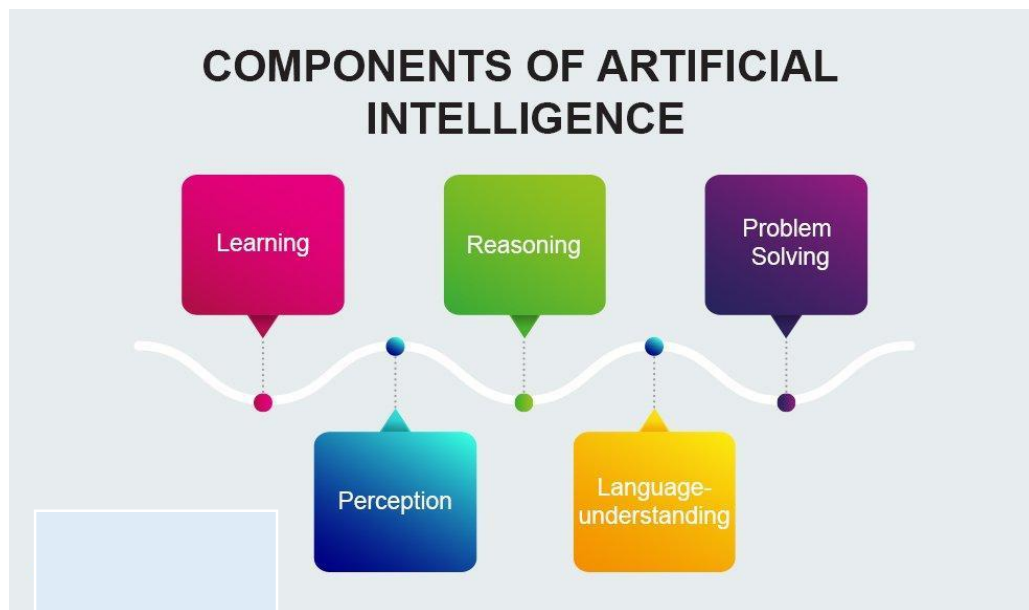 COMPONENTS OF ARTIFICIAL
INTELLIGENCE
Learning
Reasoning
Problem
Solving
Perception
Language-
understanding